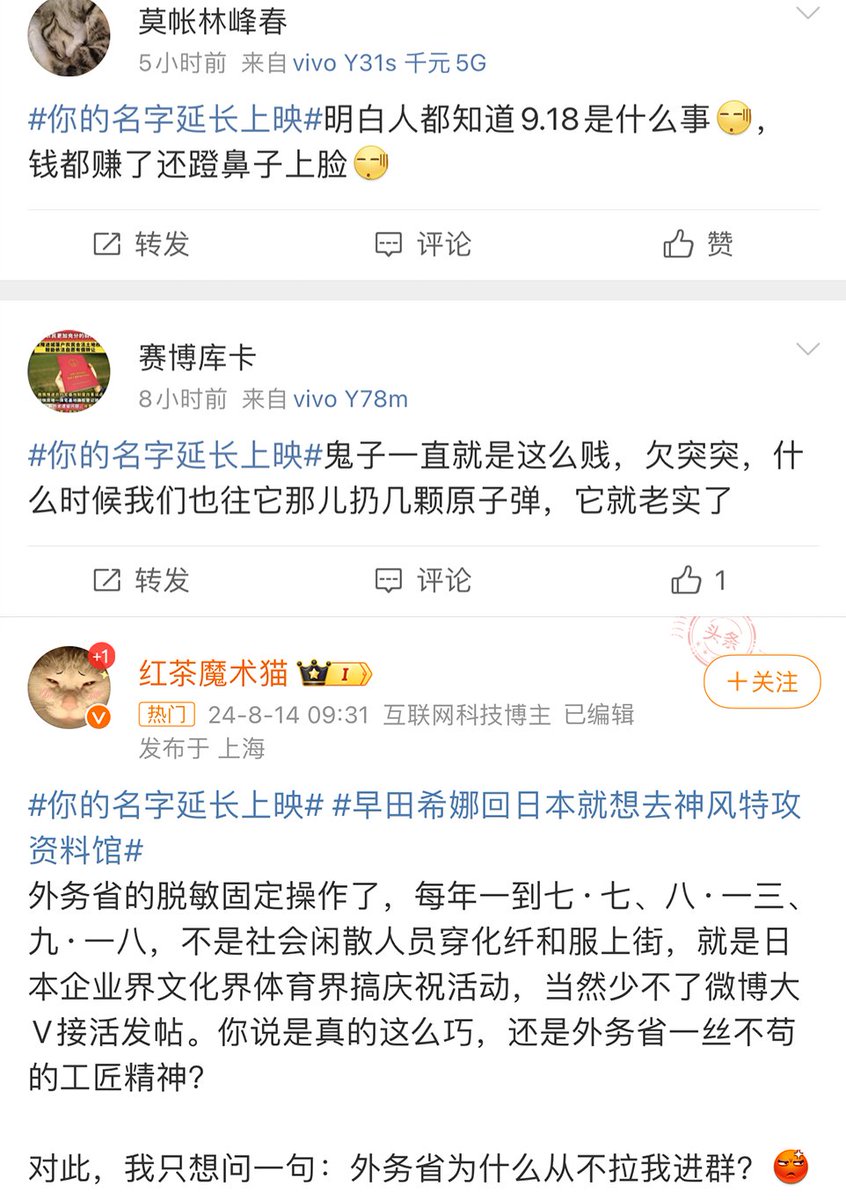 莫帐林峰春
5小时前 来自 vivo Y31s 千元5G
#你的名字延长上映#明白人都知道9.18是什么事，
钱都赚了还蹬鼻子上脸
转发 评论 赞
赛博库卡
8小时前 来自 vivo Y78m
#你的名字延长上映#鬼子一直就是这么贱，欠突突，什
么时候我们也往它那儿扔几颗原子弹，它就老实了
转发 评论 1
头条
+1
红茶魔术猫 I
V
+关注
热门 24-8-14 09:31 互联网科技博主 已编辑
发布于 上海
#你的名字延长上映# #早田希娜回日本就想去神风特攻
资料馆#
外务省的脱敏固定操作了，每年一到七·七、八·一三、
九·一八，不是社会闲散人员穿化纤和服上街，就是日
本企业界文化界体育界搞庆祝活动，当然少不了微博大
V接活发帖。你说是真的这么巧，还是外务省一丝不苟
的工匠精神？
对此，我只想问一句：外务省为什么从不拉我进群？